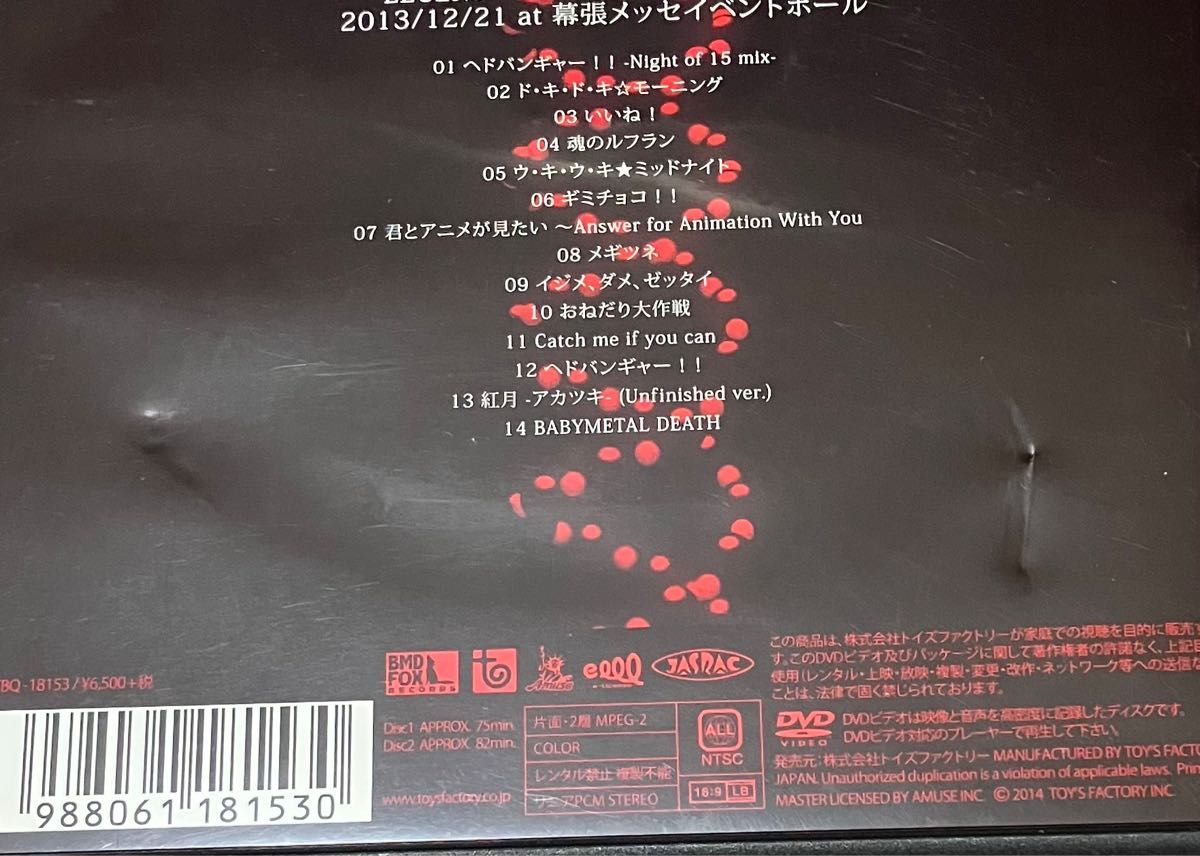 2013/12/21 at 幕張メッセイベントホール
01 ヘドバンギャー！！-Night of 15 mix-
02 ド・キ・ド・キ☆モーニング
03 いいね！
04 魂のルフラン
05 ウ・キ・ウ・キ★ミッドナイト
06 ギミチョコ！！
07 君とアニメが見たい ～Answer for Animation With You
08 メギツネ
09 イジメ、ダメ、ゼッタイ
10 おねだり大作戦
11 Catch me if you can
12 ヘドバンギャー！！
13 紅月 -アカツキ- (Unfinished ver.)
14 BABYMETAL DEATH
BQ-18153/¥6,500+税
988061 181530
BMD FOX RECORDS
Amuse
JASRAC
Disc1 APPROX. 75min.
Disc2 APPROX. 82min.
www.toysfactory.co.jp
片面・2層 MPEG-2
COLOR
レンタル禁止 複製不能
リニアPCM STEREO
ALL
NTSC
16:9 LB
この商品は、株式会社トイズファクトリーが家庭での視聴を目的に販売
す。このDVDビデオ及びパッケージに関して著作権者の許諾なく、上記目
使用(レンタル・上映・放映・複製・変更・改作・ネットワーク等への送信
ことは、法律で固く禁じられております。
DVD VIDEO
DVDビデオは映像と音声を高密度に記録したディスクです。
DVDビデオ対応のプレーヤーで再生して下さい。
発売元：株式会社トイズファクトリー MANUFACTURED BY TOY'S FACTO
JAPAN. Unauthorized duplication is a violation of applicable laws. Prin
MASTER LICENSED BY AMUSE INC. Ⓒ 2014 TOY'S FACTORY INC.